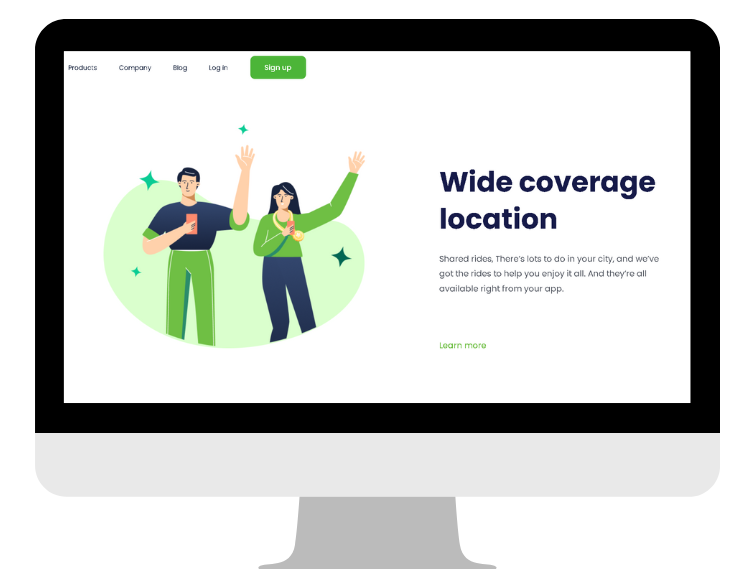 Products Company Blog Log in Sign up
Wide coverage
location
Shared rides, There's lots to do in your city, and we've
got the rides to help you enjoy it all. And they're all
available right from your app.
Learn more